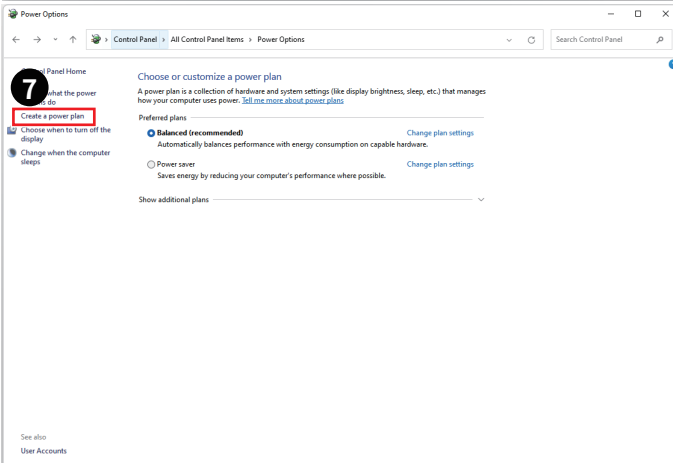 Power Options
Control Panel > All Control Panel Items > Power Options
Search Control Panel
7
l Panel Home
what the power
s do
Create a power plan
Choose when to turn off the
display
Change when the computer
sleeps
Choose or customize a power plan
A power plan is a collection of hardware and system settings (like display brightness, sleep, etc.) that manages
how your computer uses power. Tell me more about power plans
Preferred plans
Balanced (recommended)
Change plan settings
Automatically balances performance with energy consumption on capable hardware.
Power saver
Change plan settings
Saves energy by reducing your computer's performance where possible.
Show additional plans
See also
User Accounts